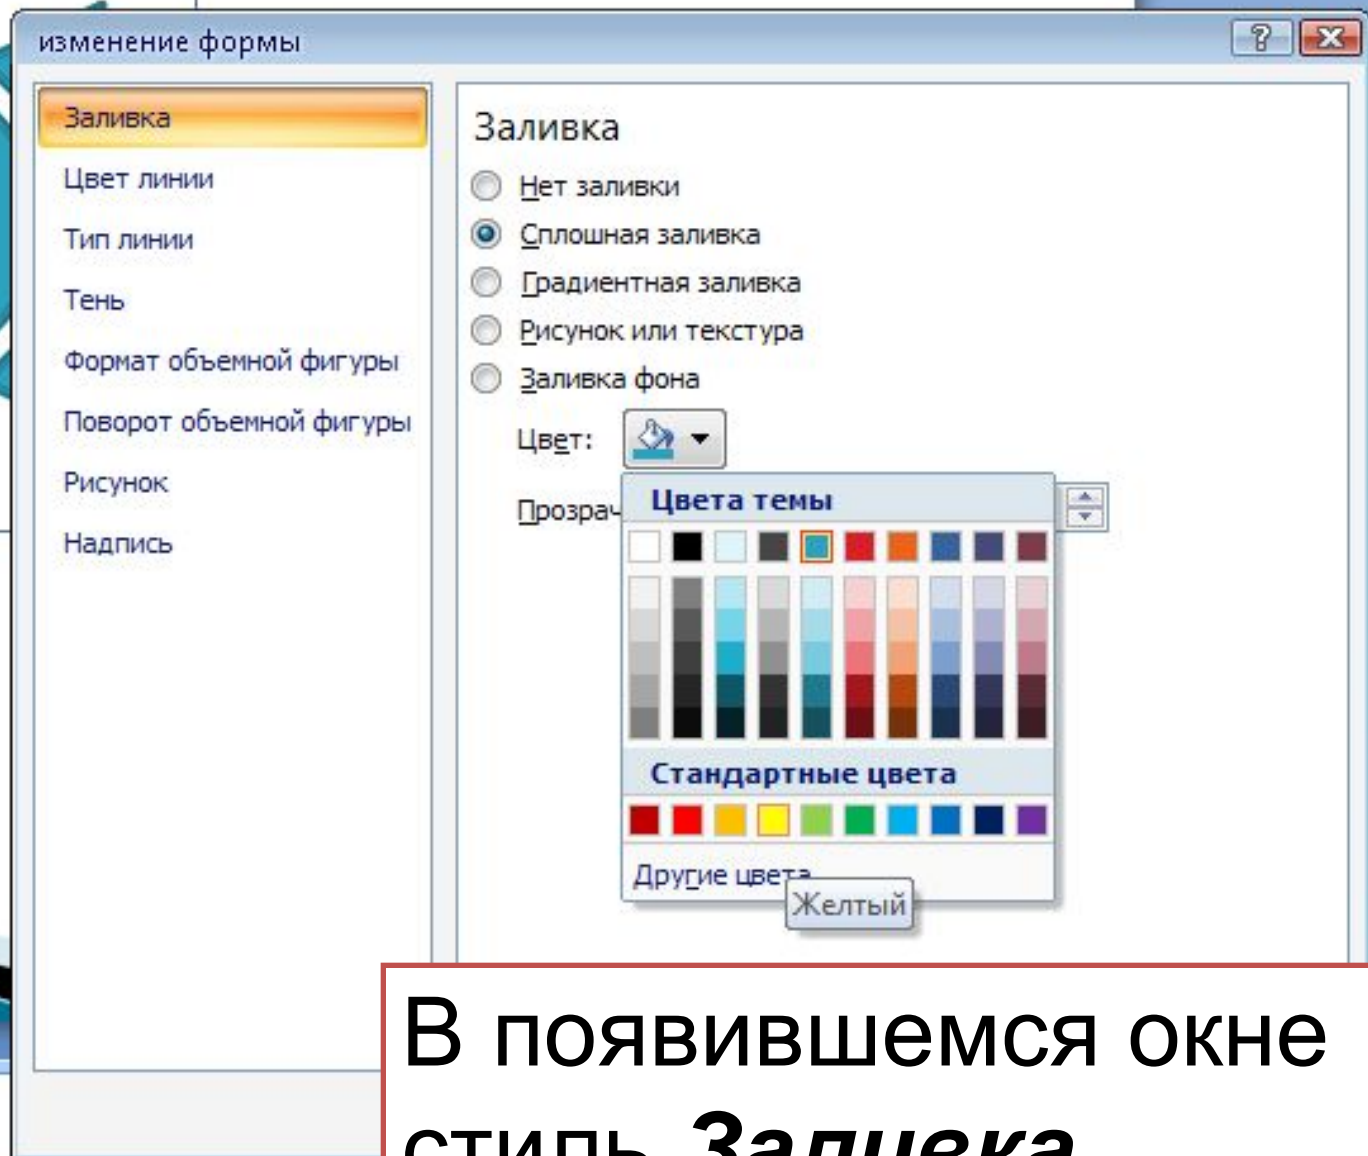 изменение формы
Заливка
Цвет линии
Тип линии
Тень
Формат объемной фигуры
Поворот объемной фигуры
Рисунок
Надпись
Заливка
Нет заливки
Сплошная заливка
Градиентная заливка
Рисунок или текстура
Заливка фона
Цвет:
Прозрач
Цвета темы
Стандартные цвета
Другие цвета
Желтый
В появившемся окне
стиль Заливка